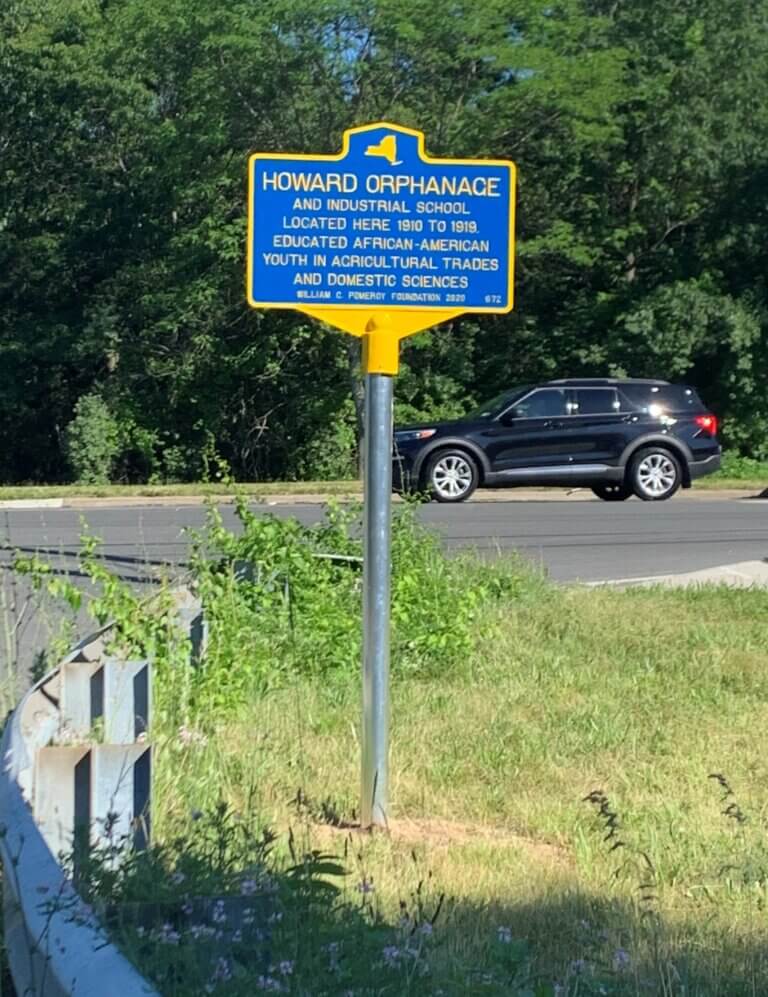 HOWARD ORPHANAGE
AND INDUSTRIAL SCHOOL
LOCATED HERE 1910 TO 1919.
EDUCATED AFRICAN-AMERICAN
YOUTH IN AGRICULTURAL TRADES
AND DOMESTIC SCIENCES
WILLIAM C. POMEROY FOUNDATION 2020 672